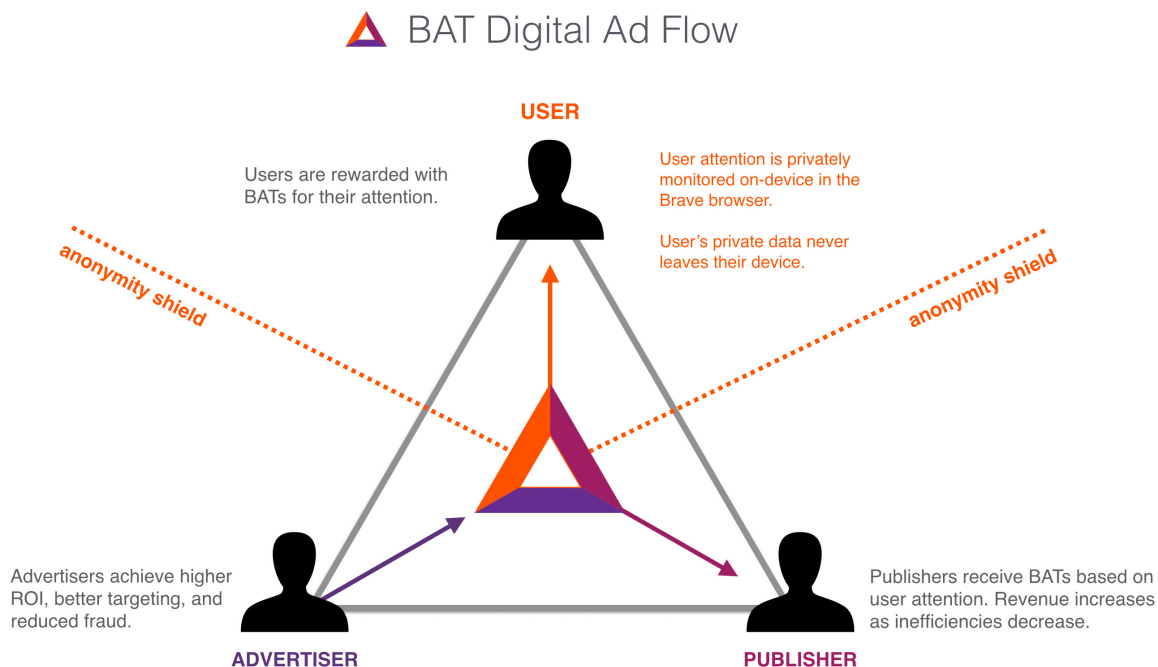 BAT Digital Ad Flow
USER
Users are rewarded with
BATs for their attention.
User attention is privately
monitored on-device in the
Brave browser.
User's private data never
leaves their device.
anonymity shield
anonymity shield
Advertisers achieve higher
ROI, better targeting, and
reduced fraud.
ADVERTISER
Publishers receive BATs based on
user attention. Revenue increases
as inefficiencies decrease.
PUBLISHER